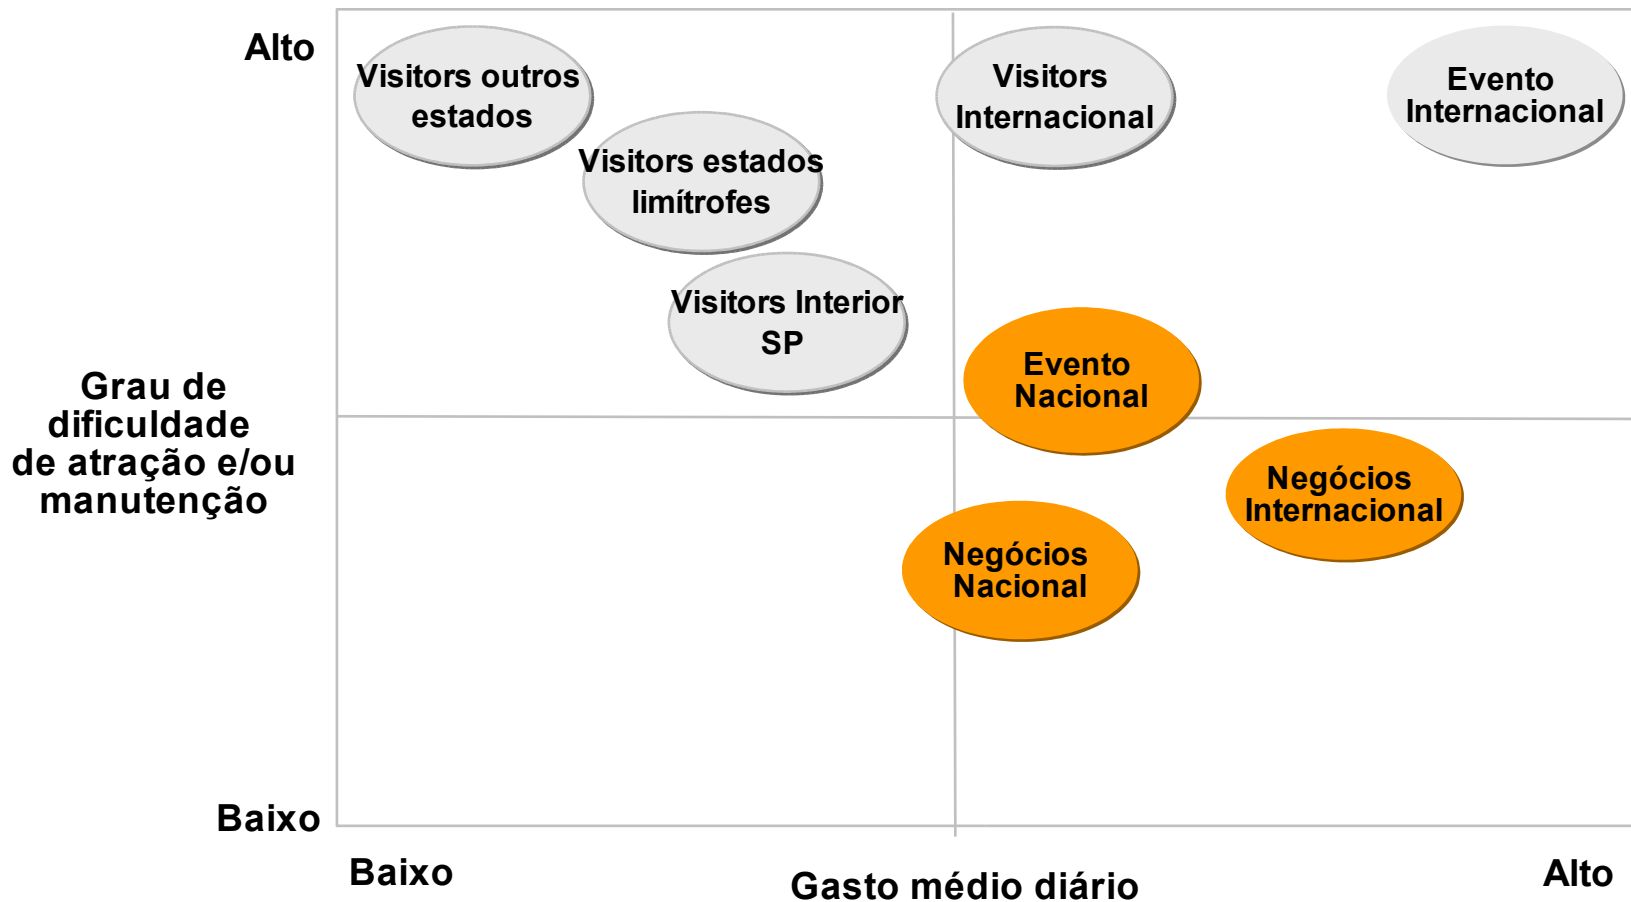 Alto
Visitors outros
estados
Visitors
Internacional
Evento
Internacional
Visitors estados
limítrofes
Visitors Interior
SP
Evento
Nacional
Grau de
dificuldade
de atração e/ou
manutenção
Negócios
Internacional
Negócios
Nacional
Baixo
Baixo
Gasto médio diário
Alto